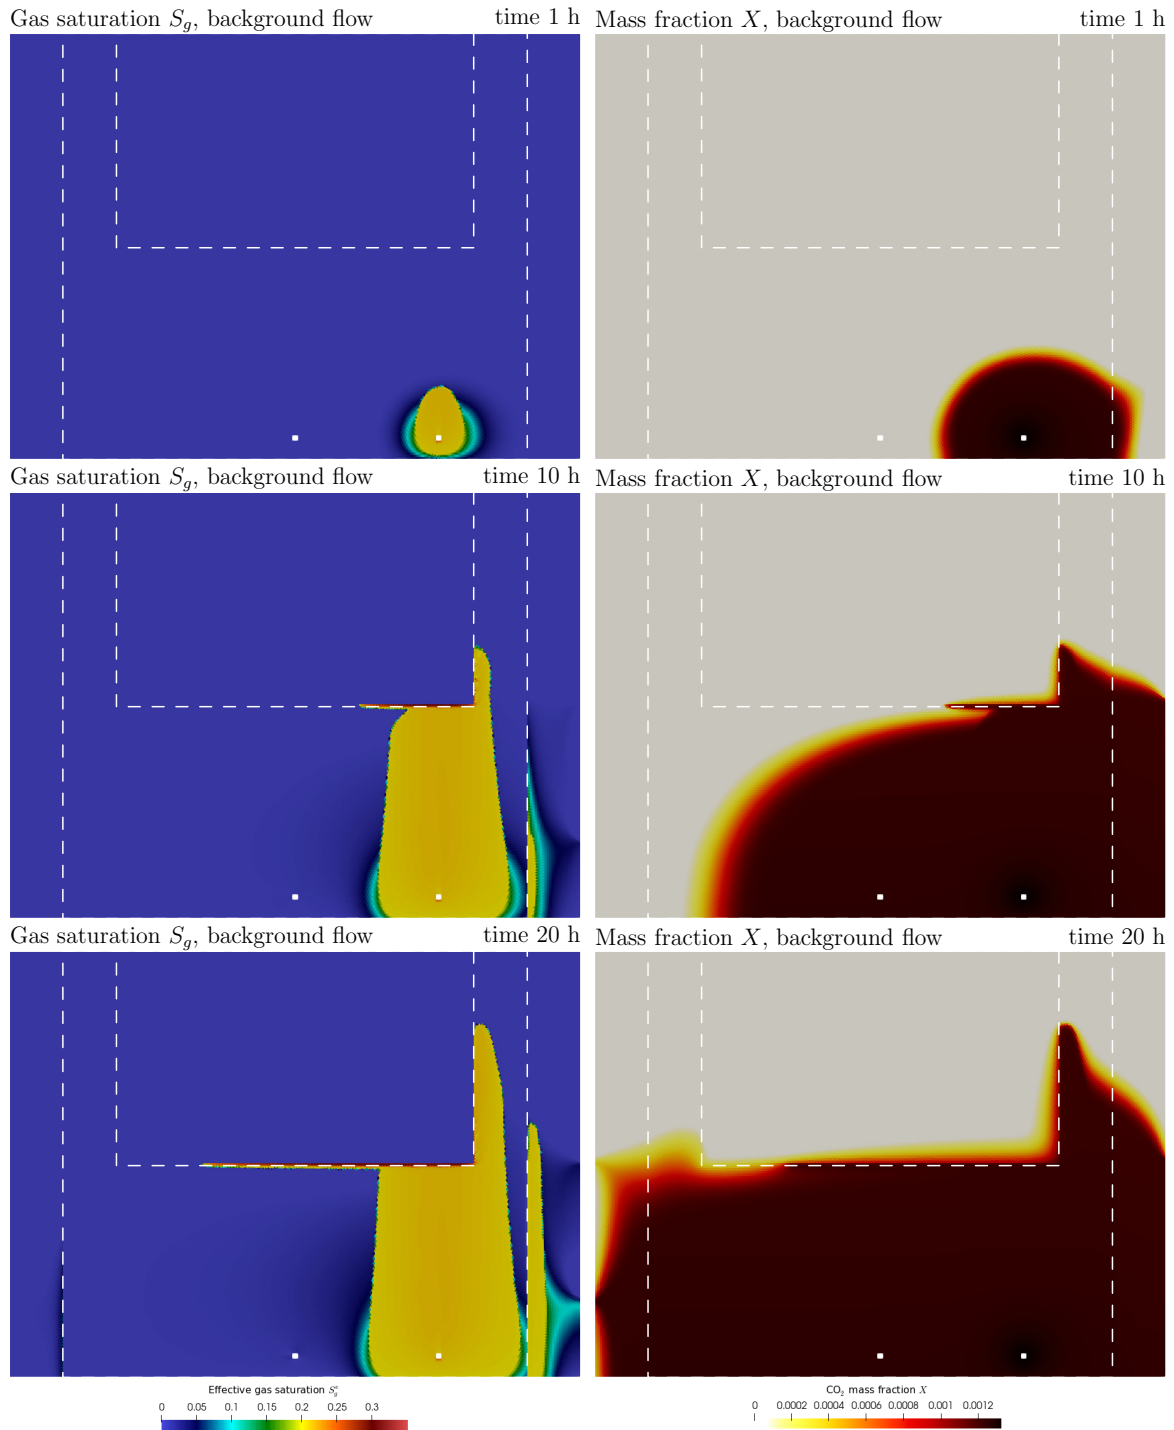 Gas saturation S_g, background flow time 1 h
Mass fraction X, background flow time 1 h
Gas saturation S_g, background flow time 10 h
Mass fraction X, background flow time 10 h
Gas saturation S_g, background flow time 20 h
Mass fraction X, background flow time 20 h
Effective gas saturation S_g^e
0 0.05 0.1 0.15 0.2 0.25 0.3
CO₂ mass fraction X
0 0.0002 0.0004 0.0006 0.0008 0.001 0.0012